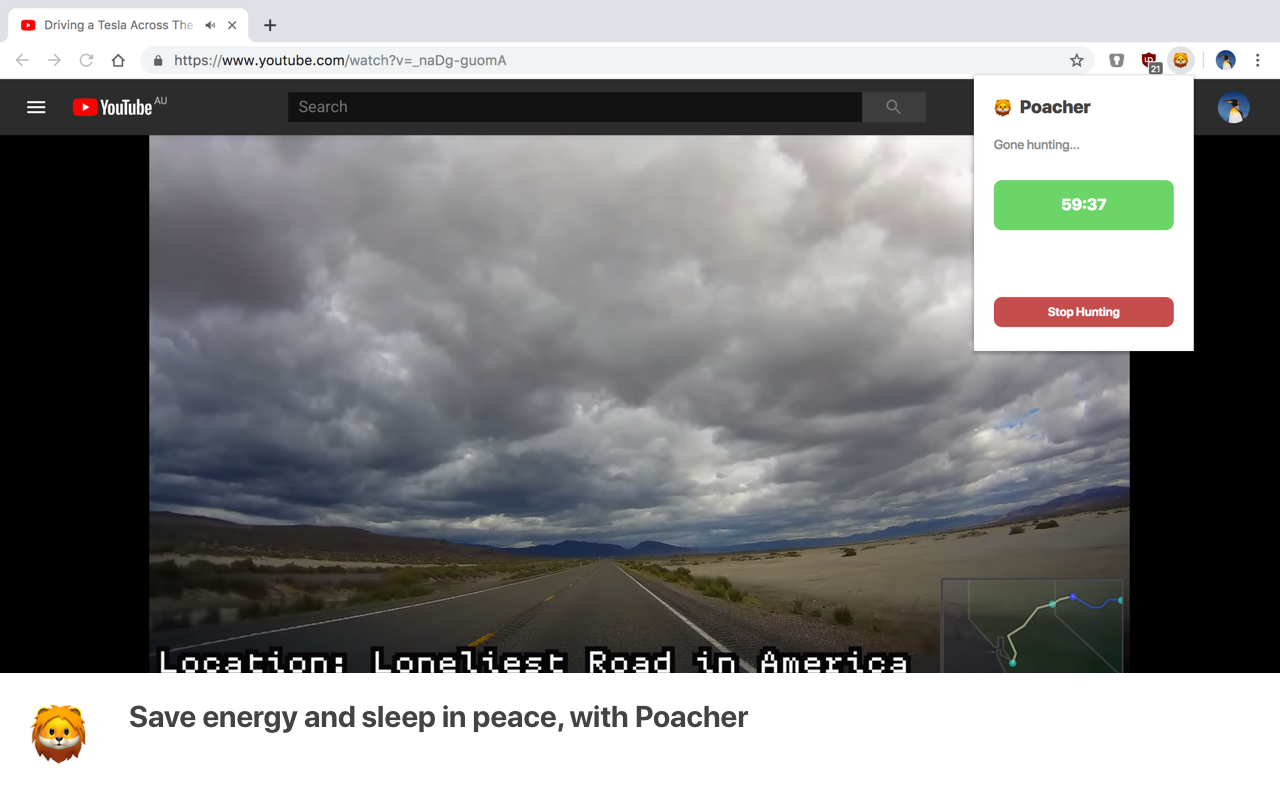 Driving a Tesla Across The
https://www.youtube.com/watch?v=_naDg-guomA
21
YouTube AU
Search
Poacher
Gone hunting...
59:37
Stop Hunting
Location: Loneliest Road in America
Save energy and sleep in peace, with Poacher